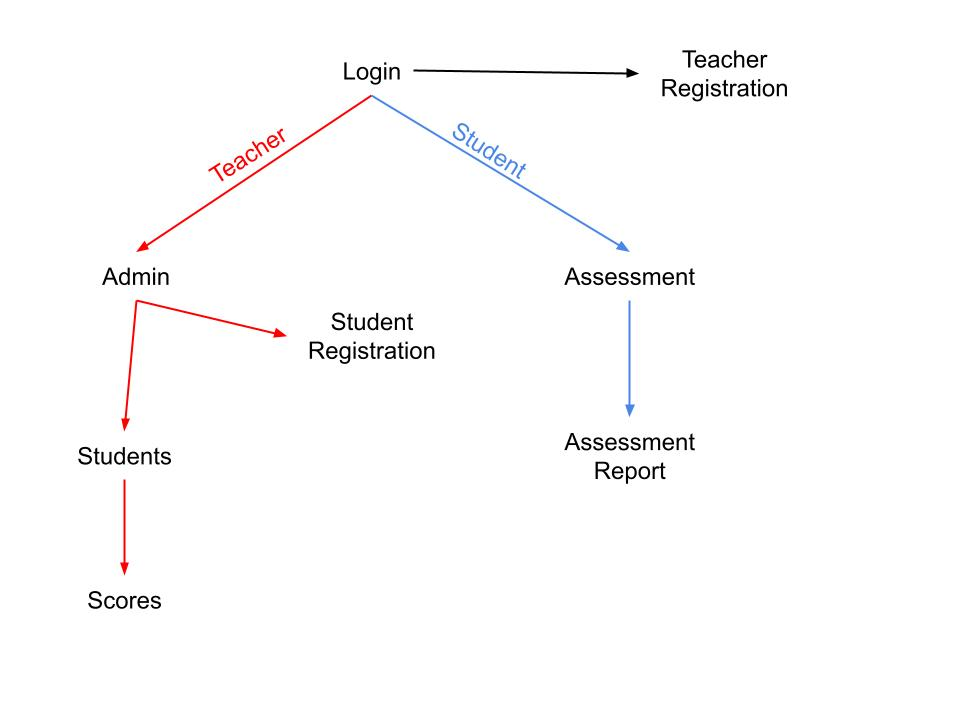 Login
Teacher
Registration
Teacher
Student
Admin
Assessment
Student
Registration
Students
Assessment
Report
Scores